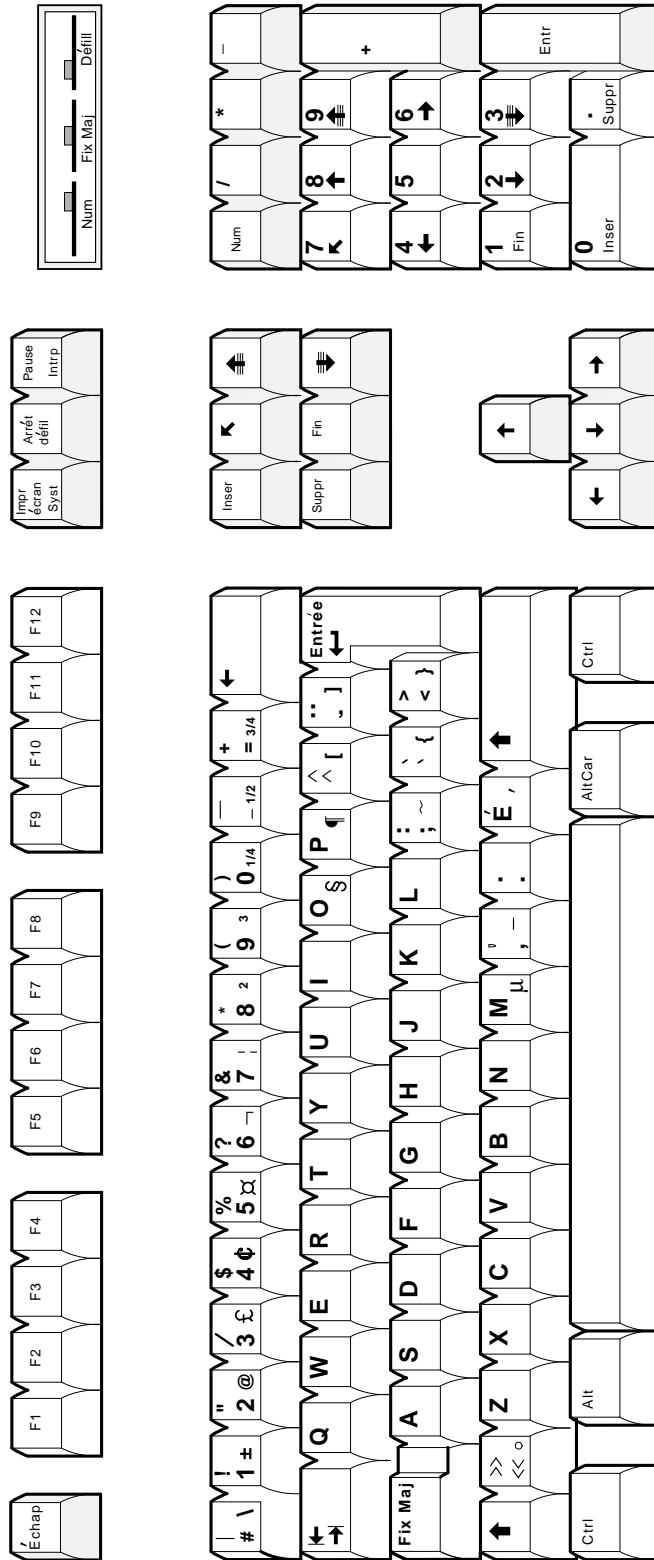 Échap F1 F2 F3 F4 F5 F6 F7 F8 F9 F10 F11 F12 Impr écran Syst Arrêt défil Pause Intrp Num Fix Maj Défill
| ! " / $ % ? & * ( ) — +
# \ 1 ± 2 @ 3 £ 4 ¢ 5 ¤ 6 ¬ 7 ¦ 8 ² 9 ³ 0 1/4 – 1/2 = 3/4 ← Inser ↖ Num / * –
Q W E R T Y U I O § P ¶ ^ ^ [ ¨ ¸ ] Entrée Suppr Fin 7 ↖ 8 ↑ 9 +
Fix Maj A S D F G H J K L : ; ~ ` { > < } 4 ← 5 6 →
>> << ° Z X C V B N M µ ' , – . . É ´ ↑ 1 Fin 2 ↓ 3 Entr
Ctrl Alt AltCar Ctrl ← ↓ → 0 Inser . Suppr